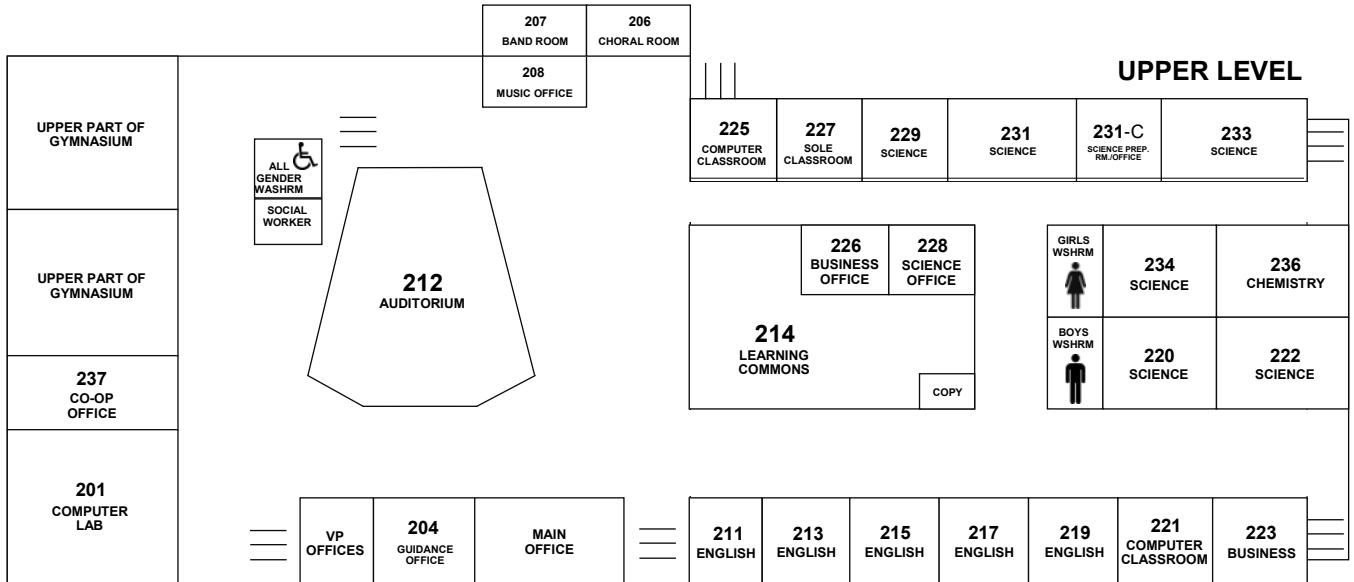 207
BAND ROOM
206
CHORAL ROOM
208
MUSIC OFFICE
UPPER LEVEL
UPPER PART OF
GYMNASIUM
ALL
GENDER
WASHRM
SOCIAL
WORKER
225
COMPUTER
CLASSROOM
227
SOLE
CLASSROOM
229
SCIENCE
231
SCIENCE
231-C
SCIENCE PREP.
RM./OFFICE
233
SCIENCE
UPPER PART OF
GYMNASIUM
212
AUDITORIUM
226
BUSINESS
OFFICE
228
SCIENCE
OFFICE
214
LEARNING
COMMONS
COPY
GIRLS
WSHRM
234
SCIENCE
236
CHEMISTRY
BOYS
WSHRM
220
SCIENCE
222
SCIENCE
237
CO-OP
OFFICE
201
COMPUTER
LAB
VP
OFFICES
204
GUIDANCE
OFFICE
MAIN
OFFICE
211
ENGLISH
213
ENGLISH
215
ENGLISH
217
ENGLISH
219
ENGLISH
221
COMPUTER
CLASSROOM
223
BUSINESS